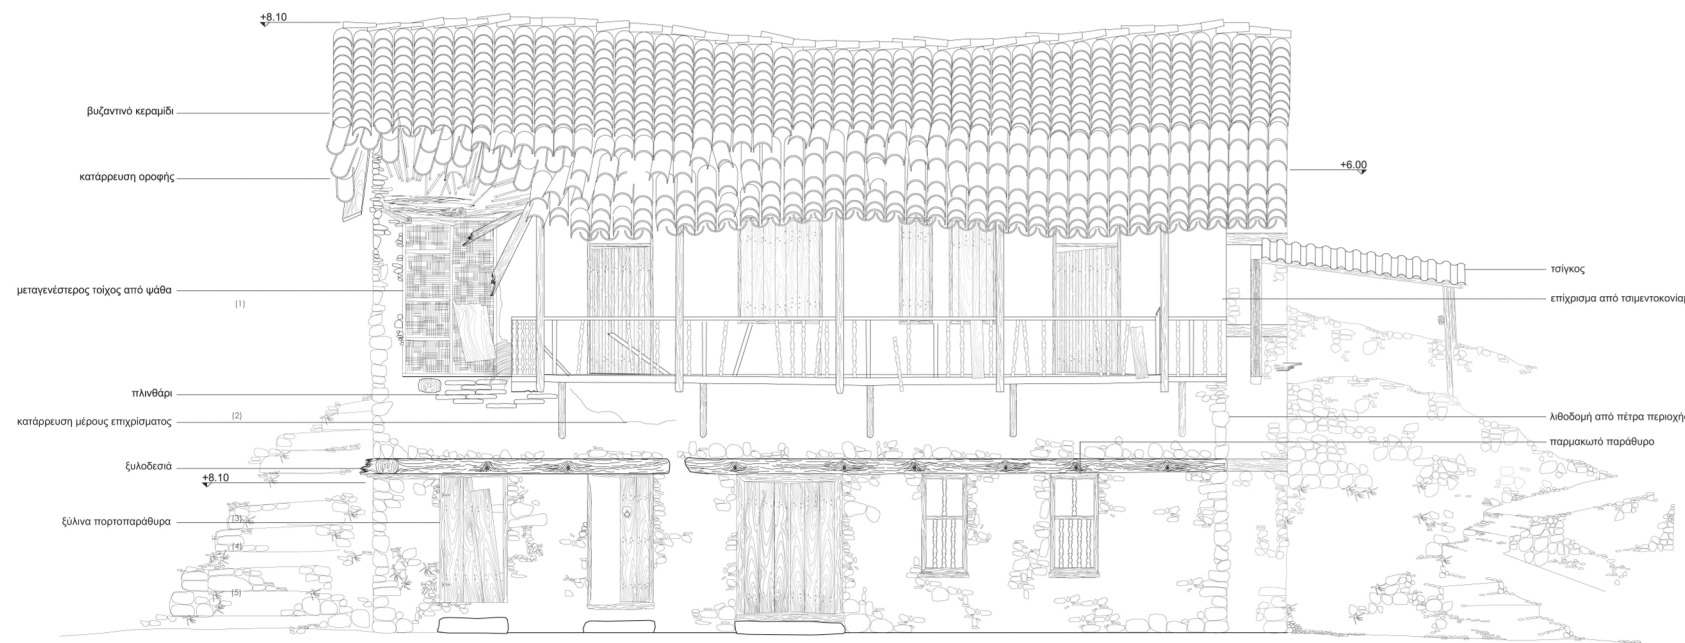 +8.10
βυζαντινό κεραμίδι
κατάρρευση οροφής
+6.00
τσίγκος
μεταγενέστερος τοίχος από ψάθα
(1)
επίχρισμα από τσιμεντοκονία
πλινθάρι
(2)
κατάρρευση μέρους επιχρίσματος
λιθοδομή από πέτρα περιοχής
παρμακωτό παράθυρο
ξυλοδεσιά
+8.10
ξύλινα πορτοπαράθυρα
(3)
(4)
(5)